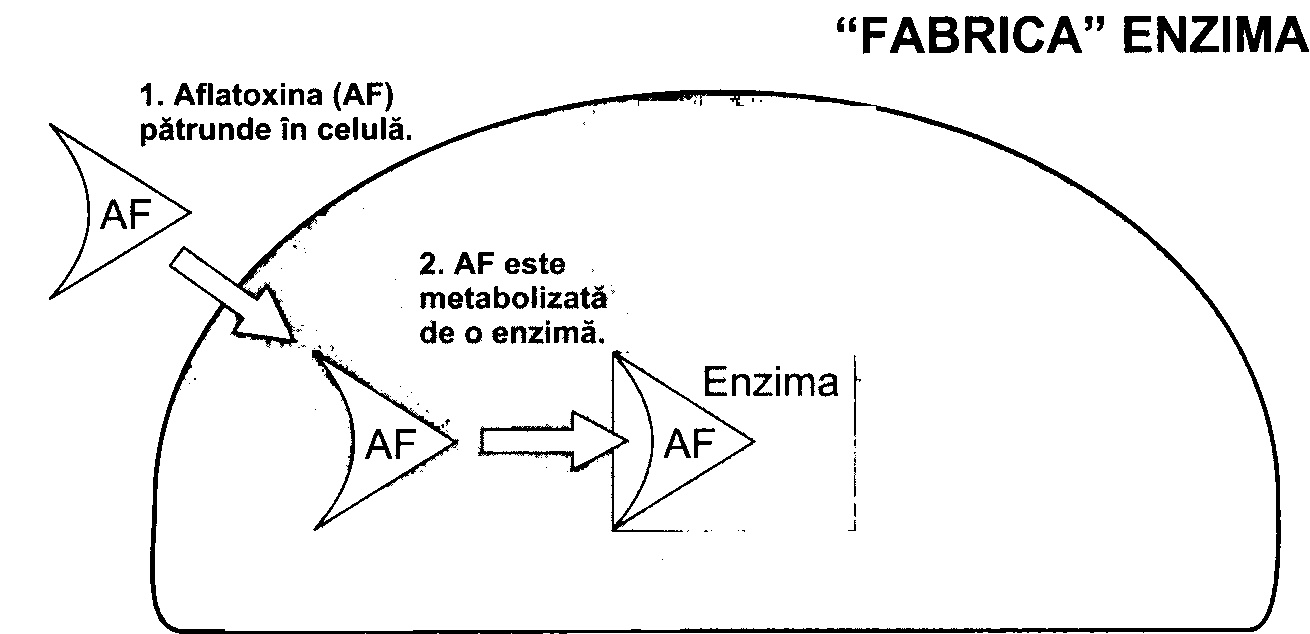 “FABRICA” ENZIMA
1. Aflatoxina (AF)
pătrunde în celulă.
AF
2. AF este
metabolizată
de o enzimă.
Enzima
AF
AF